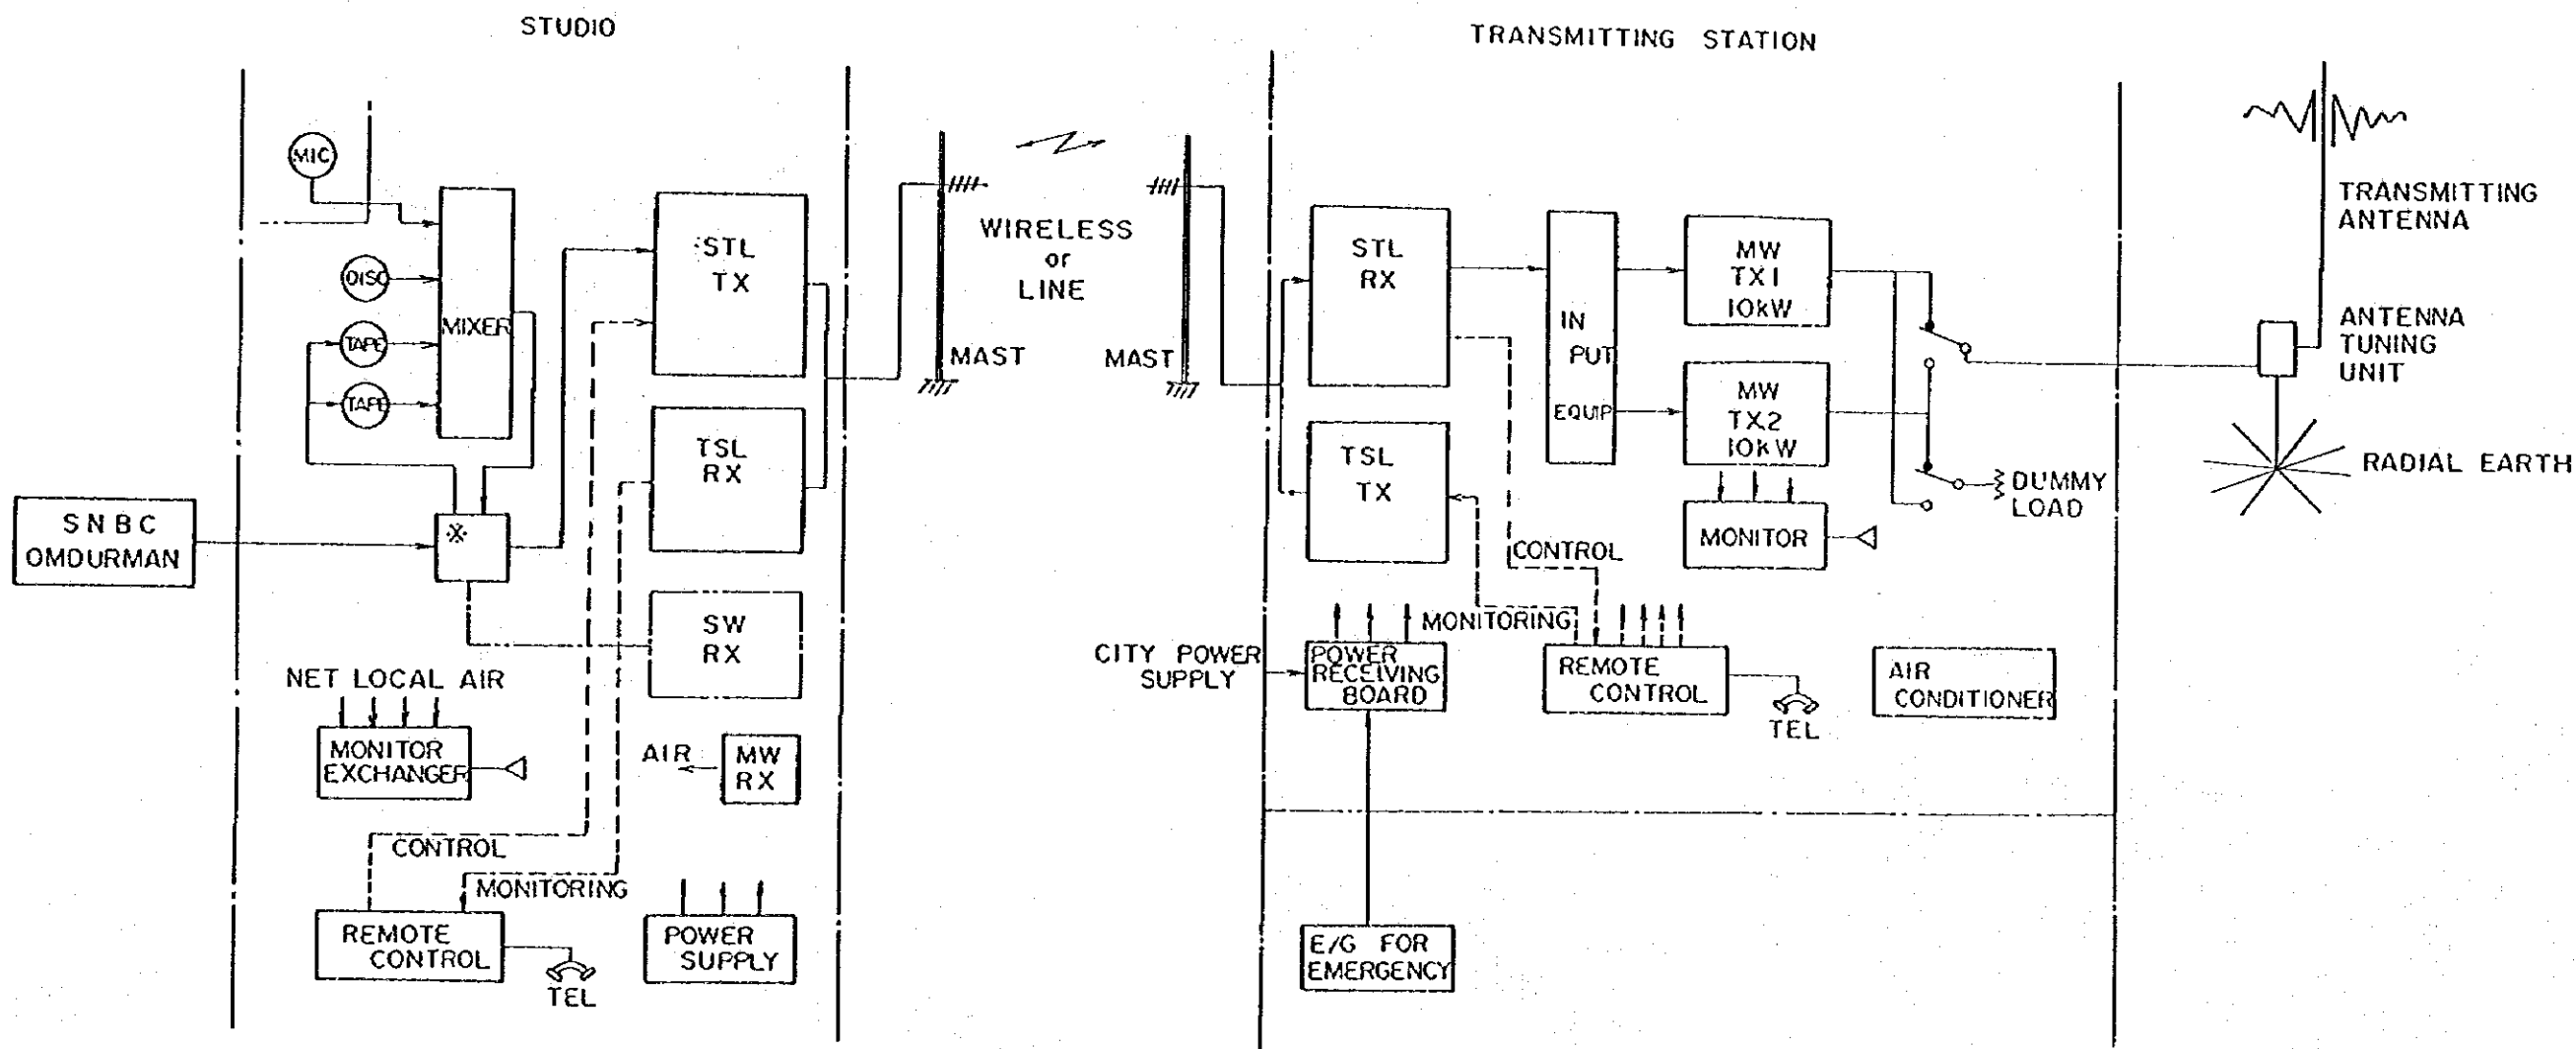 STUDIO
TRANSMITTING STATION
MIC
DISC
TAPE
TAPE
MIXER
STL
TX
TSL
RX
SW
RX
SNBC
OMDURMAN
※
NET LOCAL AIR
MONITOR
EXCHANGER
AIR
MW
RX
CONTROL
MONITORING
REMOTE
CONTROL
TEL
POWER
SUPPLY
WIRELESS
or
LINE
MAST
MAST
STL
RX
TSL
TX
IN
PUT
EQUIP
MW
TX1
10kW
MW
TX2
10kW
MONITOR
DUMMY
LOAD
CONTROL
MONITORING
CITY POWER
SUPPLY
POWER
RECEIVING
BOARD
REMOTE
CONTROL
TEL
AIR
CONDITIONER
E/G FOR
EMERGENCY
TRANSMITTING
ANTENNA
ANTENNA
TUNING
UNIT
RADIAL EARTH